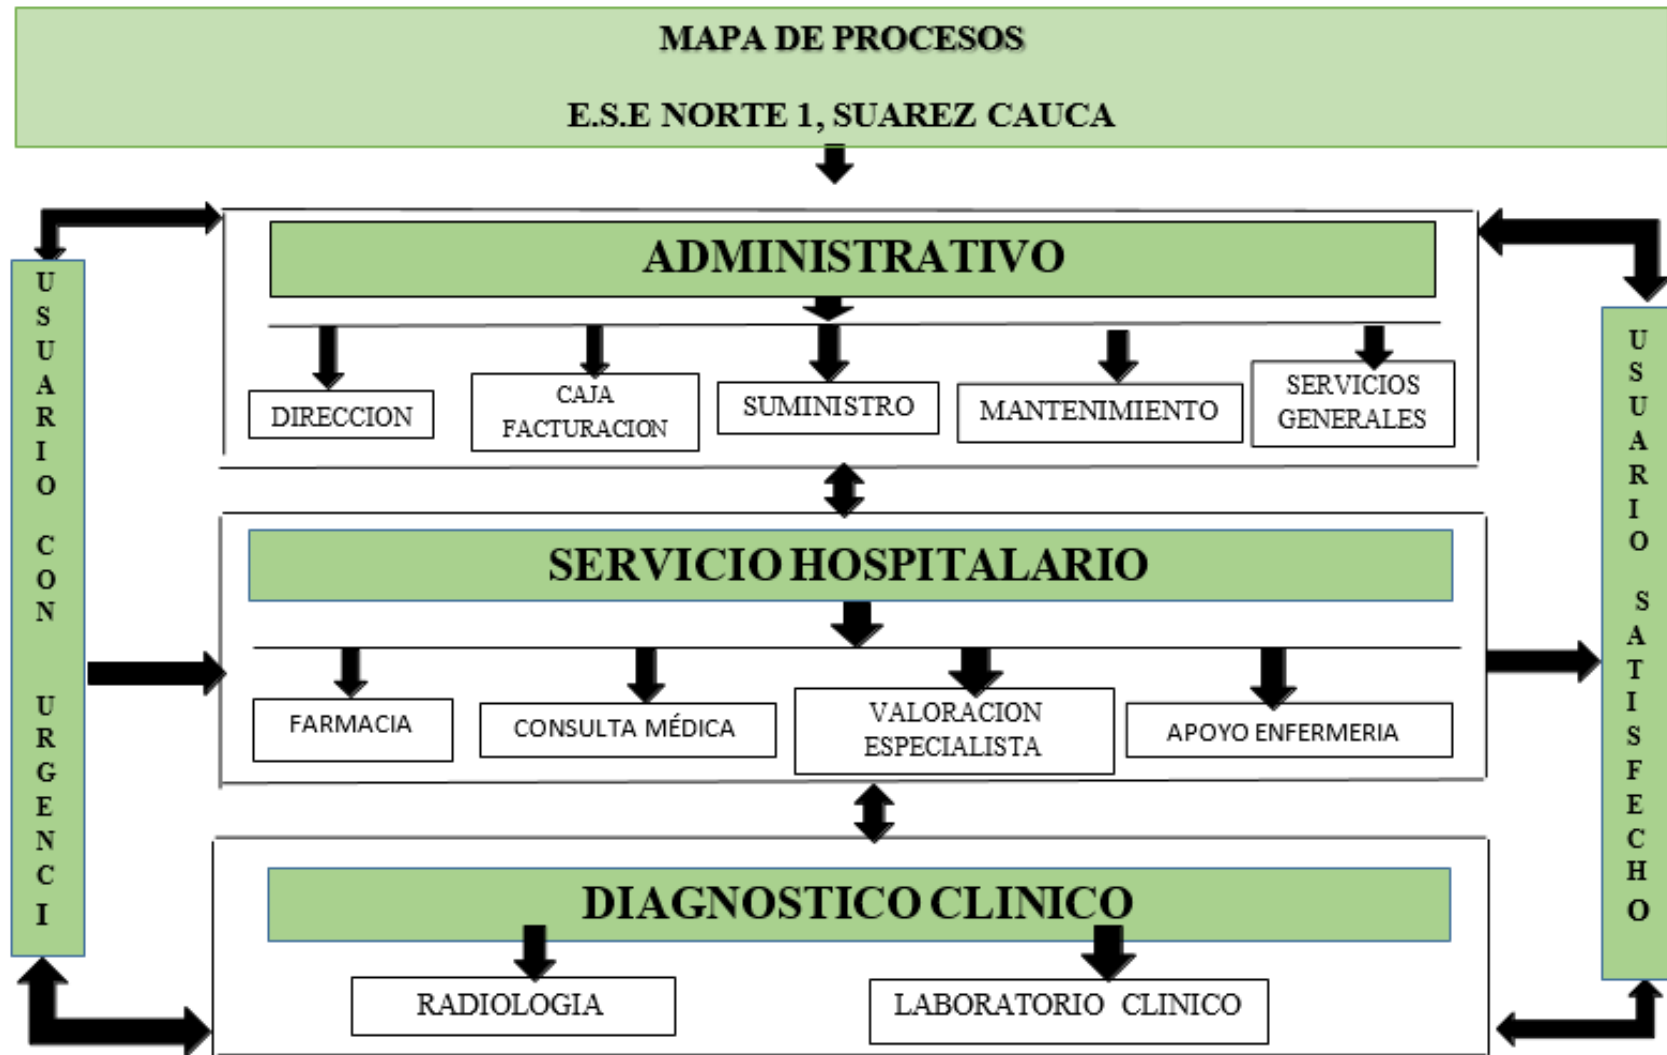 MAPA DE PROCESOS
E.S.E NORTE 1, SUAREZ CAUCA
ADMINISTRATIVO
DIRECCION
CAJA
FACTURACION
SUMINISTRO
MANTENIMIENTO
SERVICIOS
GENERALES
USUARIO CON URGENCI
SERVICIO HOSPITALARIO
FARMACIA
CONSULTA MÉDICA
VALORACION
ESPECIALISTA
APOYO ENFERMERIA
USUARIO SATISFECHO
DIAGNOSTICO CLINICO
RADIOLOGIA
LABORATORIO CLINICO